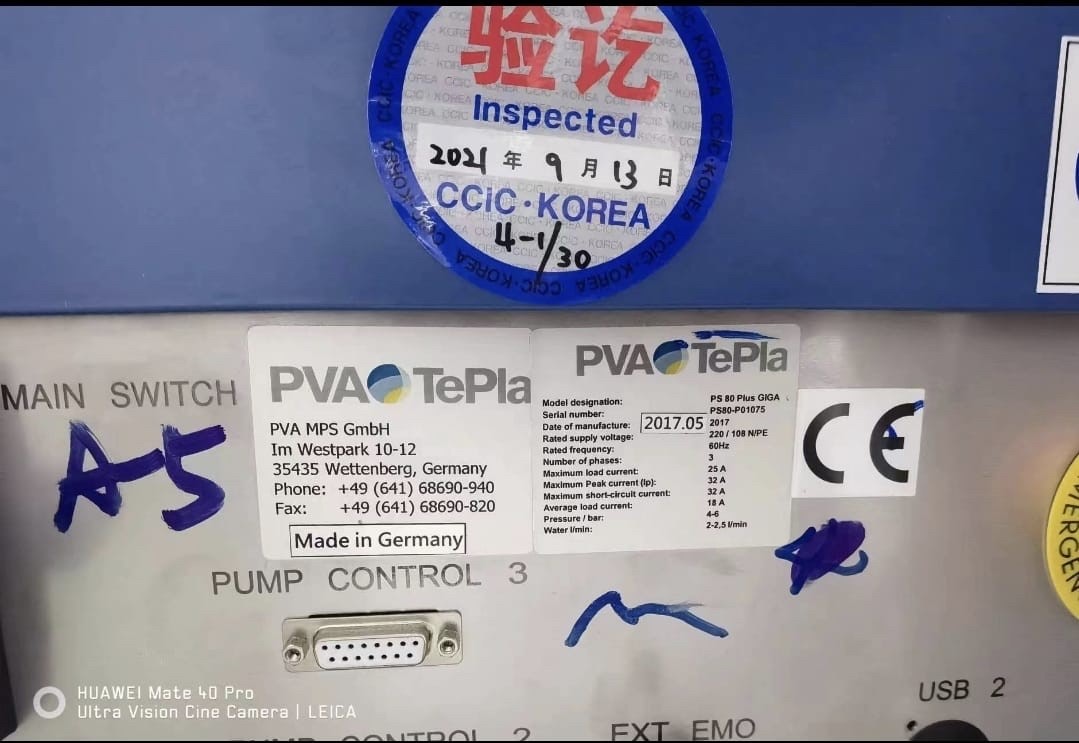 验讫
Inspected
2021 年 9 月 13 日
CCIC·KOREA
4-1/30
MAIN SWITCH
A-5
PVA TePla
PVA MPS GmbH
Im Westpark 10-12
35435 Wettenberg, Germany
Phone: +49 (641) 68690-940
Fax: +49 (641) 68690-820
Made in Germany
PVA TePla
Model designation: PS 80 Plus GIGA
Serial number: PS80-P01075
Date of manufacture: 2017.05 2017
Rated supply voltage: 220 / 108 N/PE
Rated frequency: 60Hz
Number of phases: 3
Maximum load current: 25 A
Maximum Peak current (Ip): 32 A
Maximum short-circuit current: 32 A
Average load current: 18 A
Pressure / bar: 4-6
Water l/min: 2-2,5 l/min
CE
EMERGEN
PUMP CONTROL 3
USB 2
PUMP CONTROL 2
EXT EMO
HUAWEI Mate 40 Pro
Ultra Vision Cine Camera | LEICA